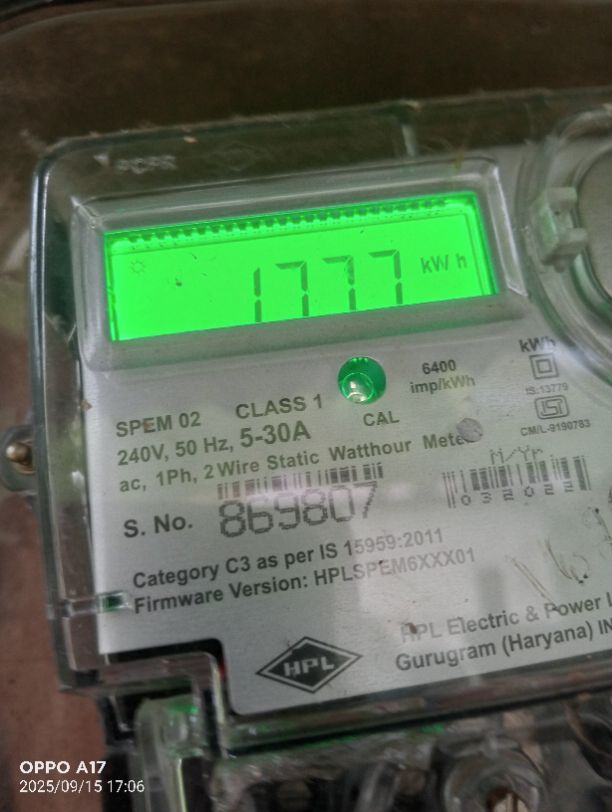 1777 kWh
6400
imp/kWh
kWh
IS:13779
CM/L-9190783
SPEM 02 CLASS 1
CAL
240V, 50 Hz, 5-30A
ac, 1Ph, 2 Wire Static Watthour Meter
M/Yr.
032022
S. No. 869807
Category C3 as per IS 15959:2011
Firmware Version: HPLSPEM6XXX01
HPL
HPL Electric & Power
Gurugram (Haryana)
OPPO A17
2025/09/15 17:06